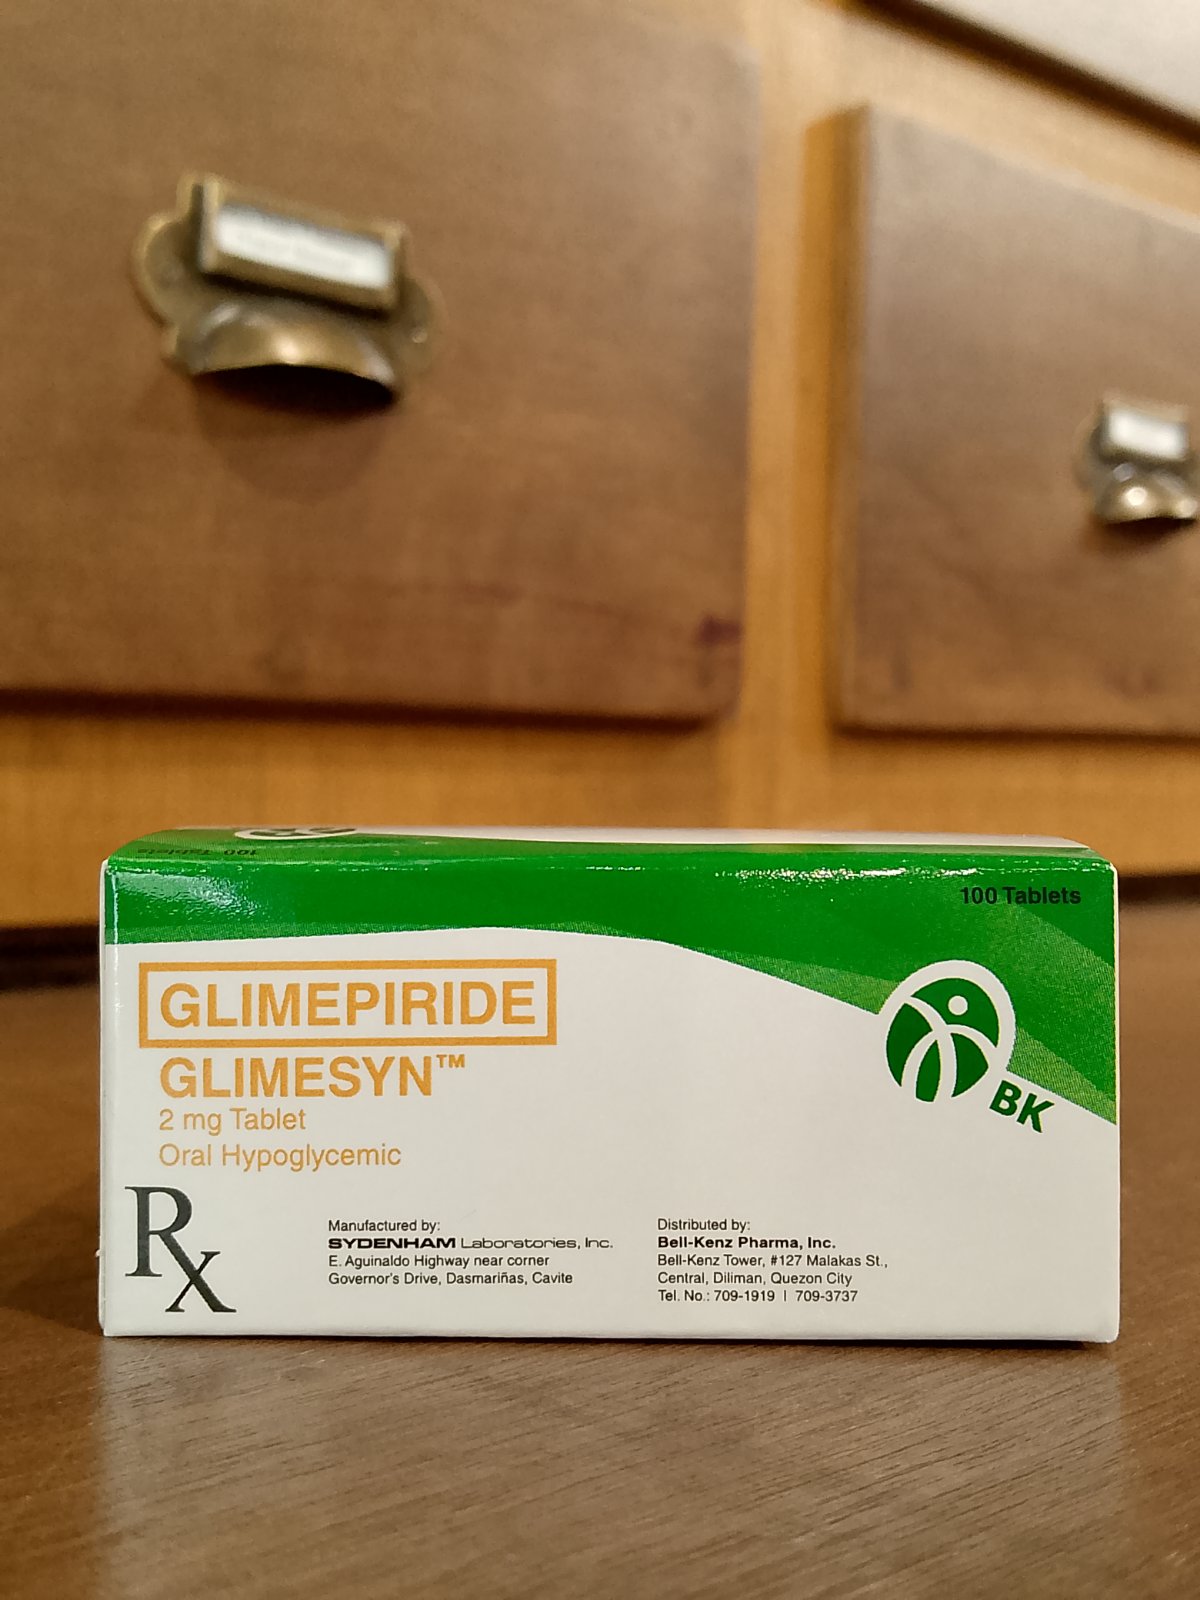 100 Tablets
100 Tablets
GLIMEPIRIDE
GLIMESYN™
2 mg Tablet
Oral Hypoglycemic
BK
Rx
Manufactured by:
SYDENHAM Laboratories, Inc.
E. Aguinaldo Highway near corner
Governor's Drive, Dasmariñas, Cavite
Distributed by:
Bell-Kenz Pharma, Inc.
Bell-Kenz Tower, #127 Malakas St.,
Central, Diliman, Quezon City
Tel. No.: 709-1919 | 709-3737